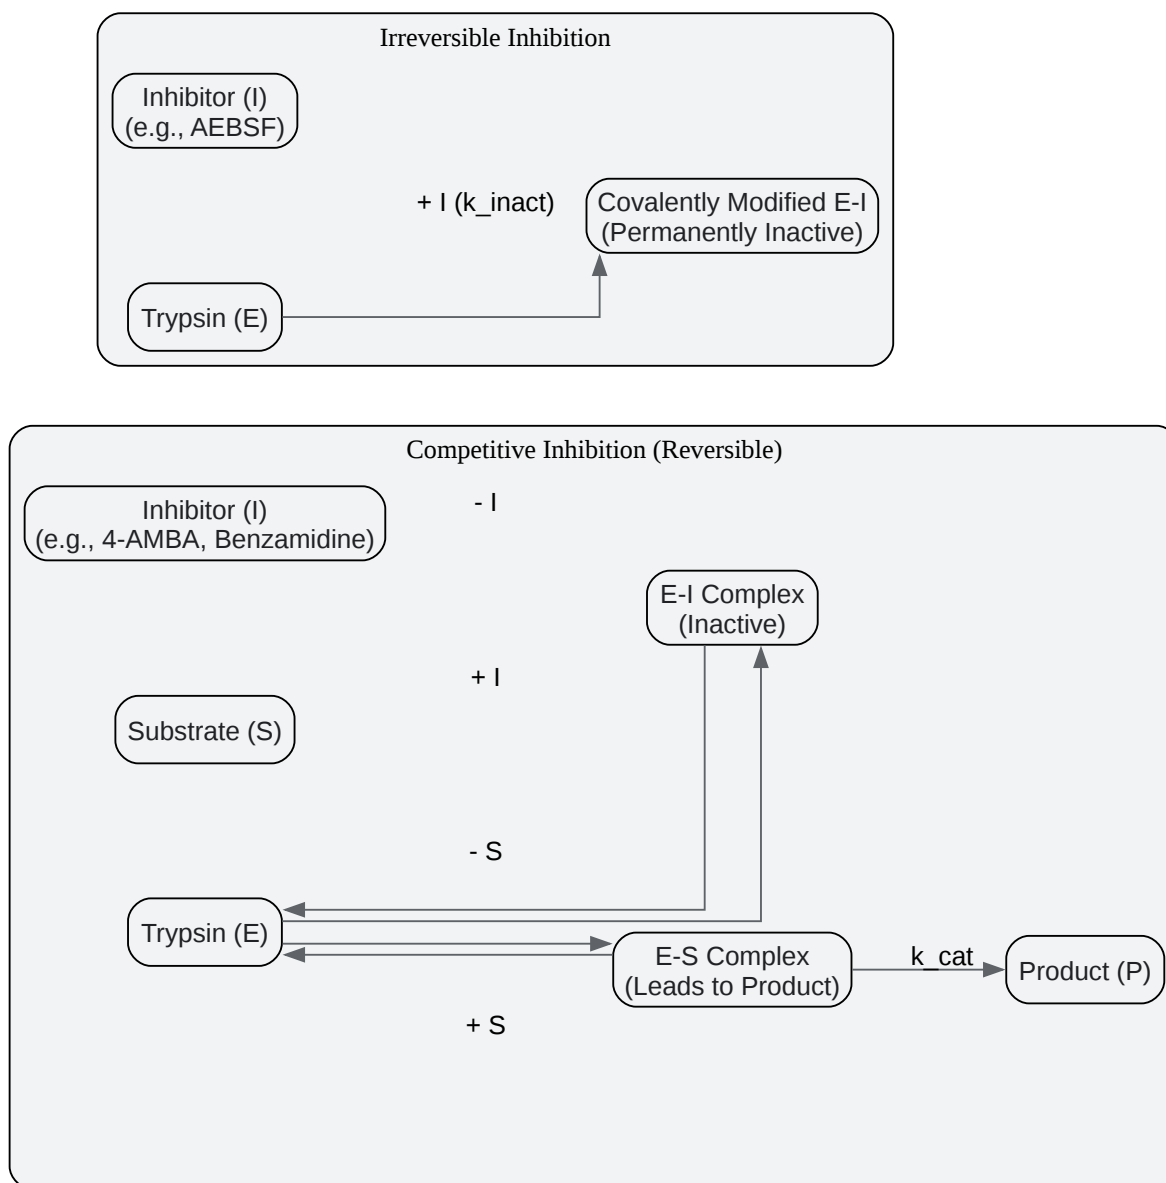 Irreversible Inhibition
Inhibitor (I)
(e.g., AEBSF)
+ I (k_inact)
Covalently Modified E-I
(Permanently Inactive)
Trypsin (E)
Competitive Inhibition (Reversible)
Inhibitor (I)
(e.g., 4-AMBA, Benzamidine)
- I
E-I Complex
(Inactive)
+ I
Substrate (S)
- S
Trypsin (E)
E-S Complex
(Leads to Product)
k_cat
Product (P)
+ S